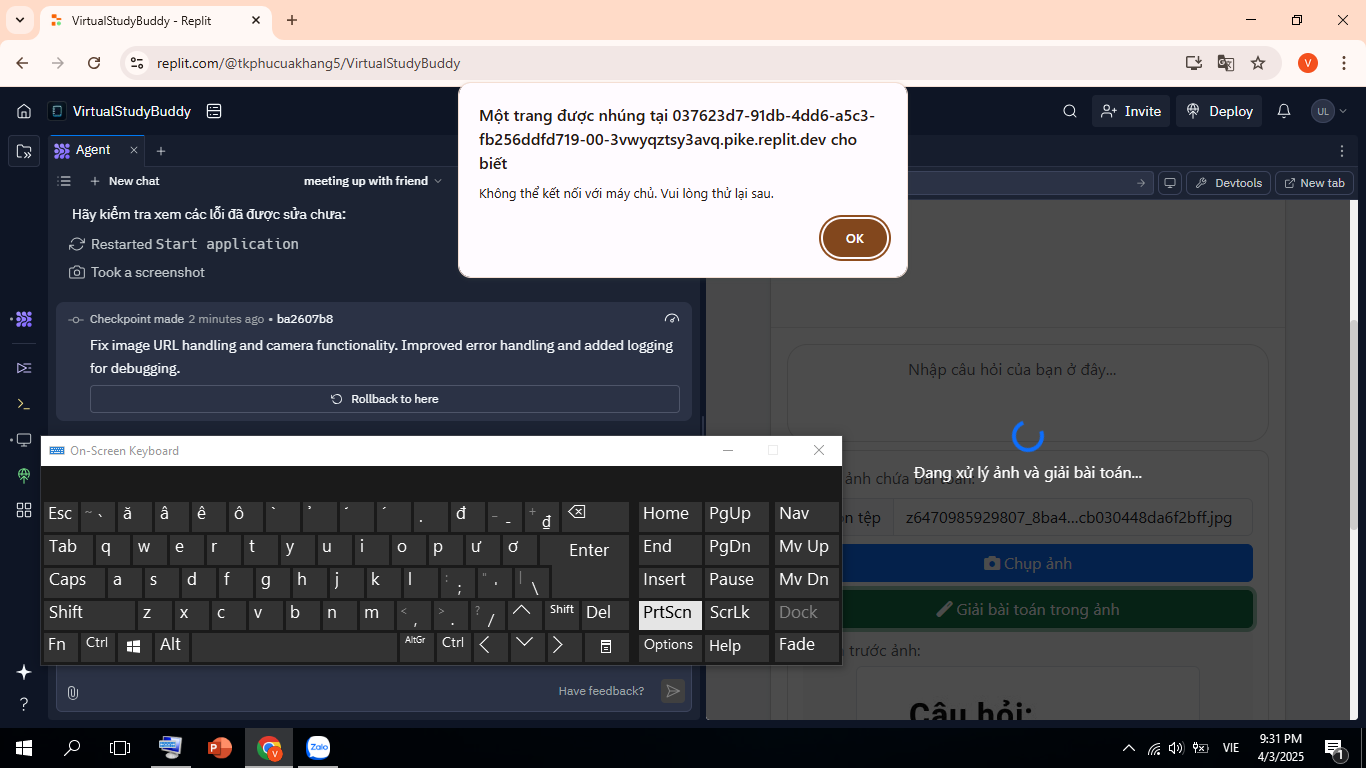 VirtualStudyBuddy - Replit
replit.com/@tkphucuakhang5/VirtualStudyBuddy
V
VirtualStudyBuddy
Invite
Deploy
UL
Một trang được nhúng tại 037623d7-91db-4dd6-a5c3-
fb256ddfd719-00-3vwyqztsy3avq.pike.replit.dev cho
biết
Không thể kết nối với máy chủ. Vui lòng thử lại sau.
OK
Agent
New chat
meeting up with friend
Devtools
New tab
Hãy kiểm tra xem các lỗi đã được sửa chưa:
Restarted Start application
Took a screenshot
Checkpoint made 2 minutes ago • ba2607b8
Fix image URL handling and camera functionality. Improved error handling and added logging
for debugging.
Rollback to here
Nhập câu hỏi của bạn ở đây...
Đang xử lý ảnh và giải bài toán...
ảnh chứa bài toán:
tệp
z6470985929807_8ba4...cb030448da6f2bff.jpg
Chụp ảnh
Giải bài toán trong ảnh
trước ảnh:
Câu hỏi:
On-Screen Keyboard
Esc ~ ` ă â ê ô ̀ ̉ ̃ ́ . đ _ - + ₫ Home PgUp Nav
Tab q w e r t y u i o p ư ơ Enter End PgDn Mv Up
Caps a s d f g h j k l : ; " ' | \ Insert Pause Mv Dn
Shift z x c v b n m < , > . ? / Shift Del PrtScn ScrLk Dock
Fn Ctrl Alt AltGr Ctrl Options Help Fade
Have feedback?
Zalo
VIE
9:31 PM
4/3/2025
1